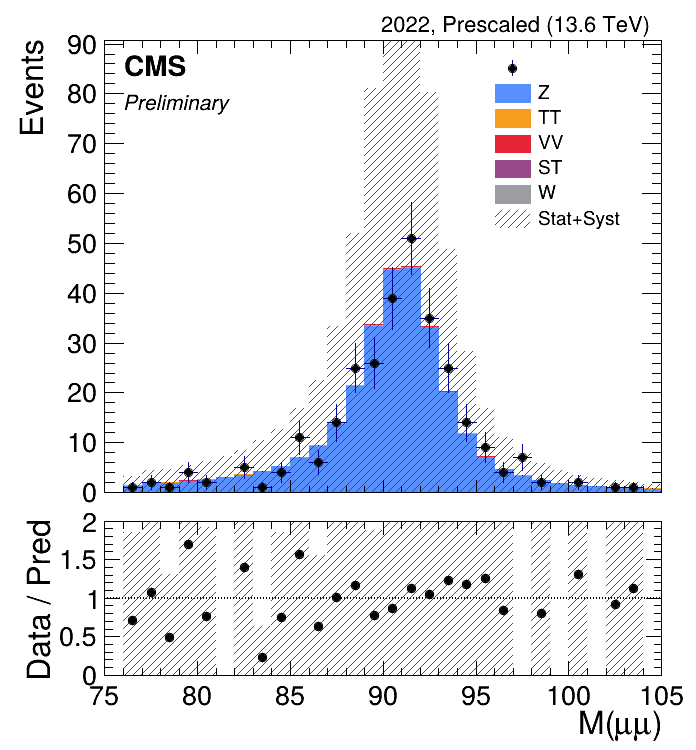 2022, Prescaled (13.6 TeV)
CMS
Preliminary
Events
90
80
70
60
50
40
30
20
10
0
Z
TT
VV
ST
W
Stat+Syst
Data / Pred
2
1.5
1
0.5
0
75 80 85 90 95 100 105
M(μμ)